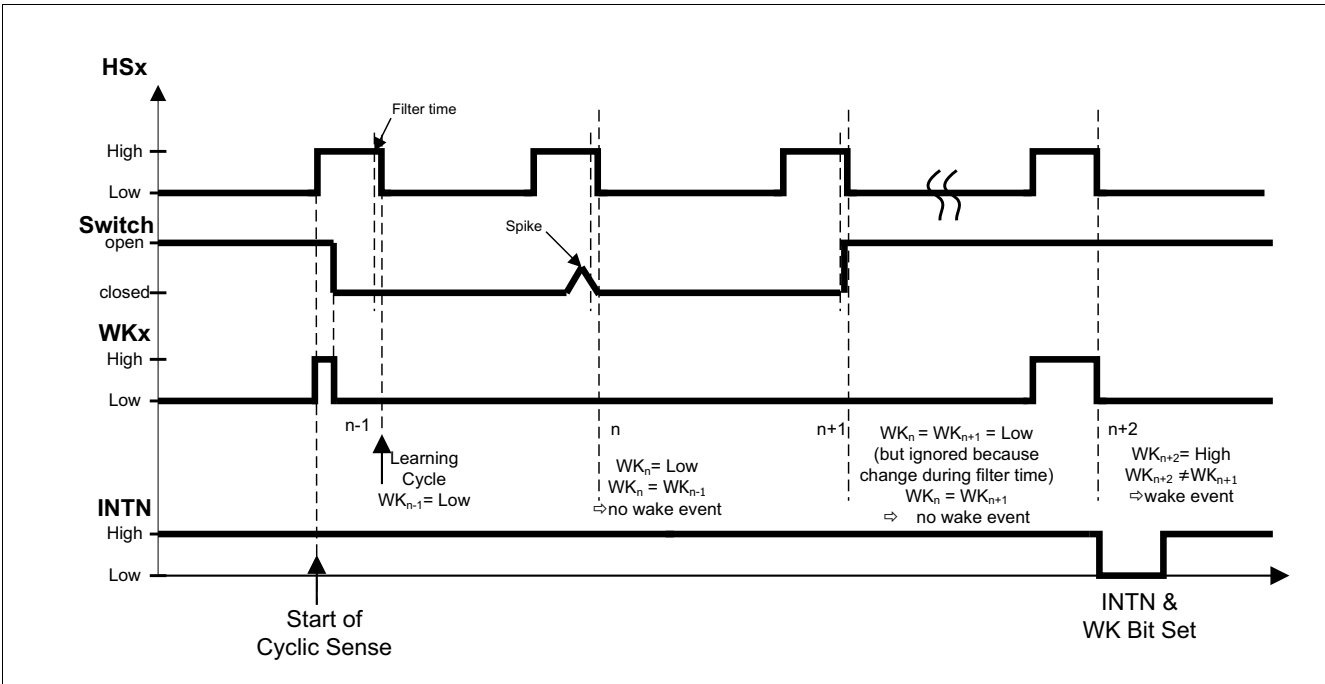 HSx
Filter time
High
Low
Switch
open
Spike
closed
WKx
High
Low
n-1
n
n+1
n+2
Learning
Cycle
WKn-1= Low
WKn= Low
WKn = WKn-1
⇨no wake event
WKn = WKn+1 = Low
(but ignored because
change during filter time)
WKn = WKn+1
⇨ no wake event
WKn+2= High
WKn+2 ≠WKn+1
⇨wake event
INTN
High
Low
Start of
Cyclic Sense
INTN &
WK Bit Set